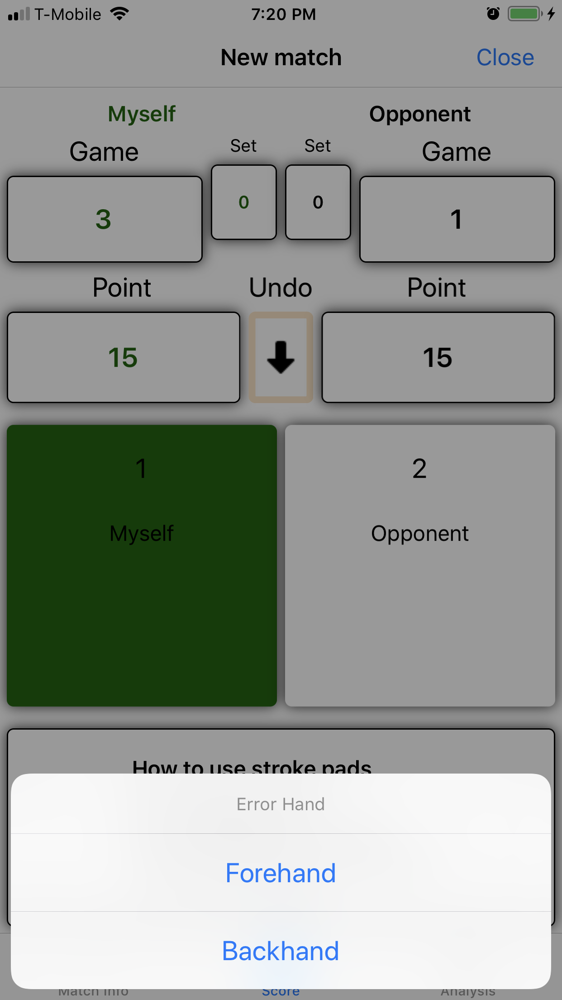 T-Mobile 7:20 PM
New match Close
Myself Opponent
Game Set Set Game
3 0 0 1
Point Undo Point
15 15
1 2
Myself Opponent
How to use stroke pads
Error Hand
Forehand
Backhand
Match Info Score Analysis